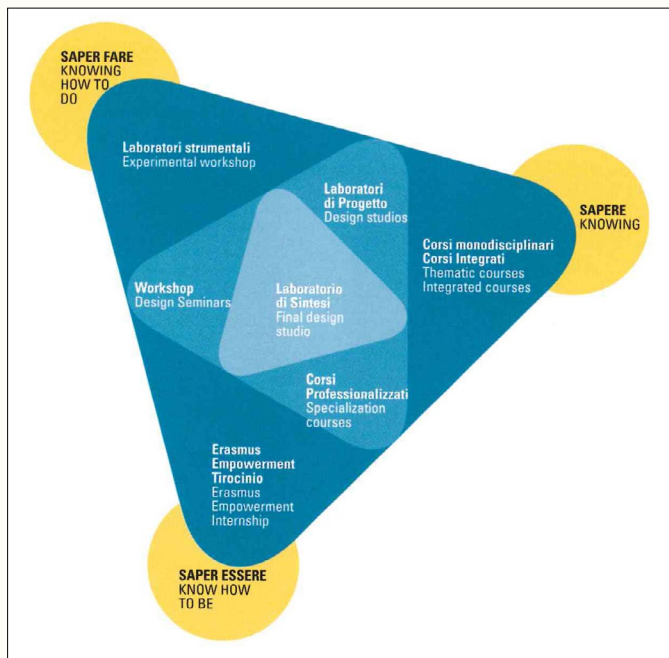 SAPER FARE
KNOWING
HOW TO
DO
Laboratori strumentali
Experimental workshop
Laboratori
di Progetto
Design studios
SAPERE
KNOWING
Corsi monodisciplinari
Corsi Integrati
Thematic courses
Integrated courses
Workshop
Design Seminars
Laboratorio
di Sintesi
Final design
studio
Corsi
Professionalizzati
Specialization
courses
Erasmus
Empowerment
Tirocinio
Erasmus
Empowerment
Internship
SAPER ESSERE
KNOW HOW
TO BE